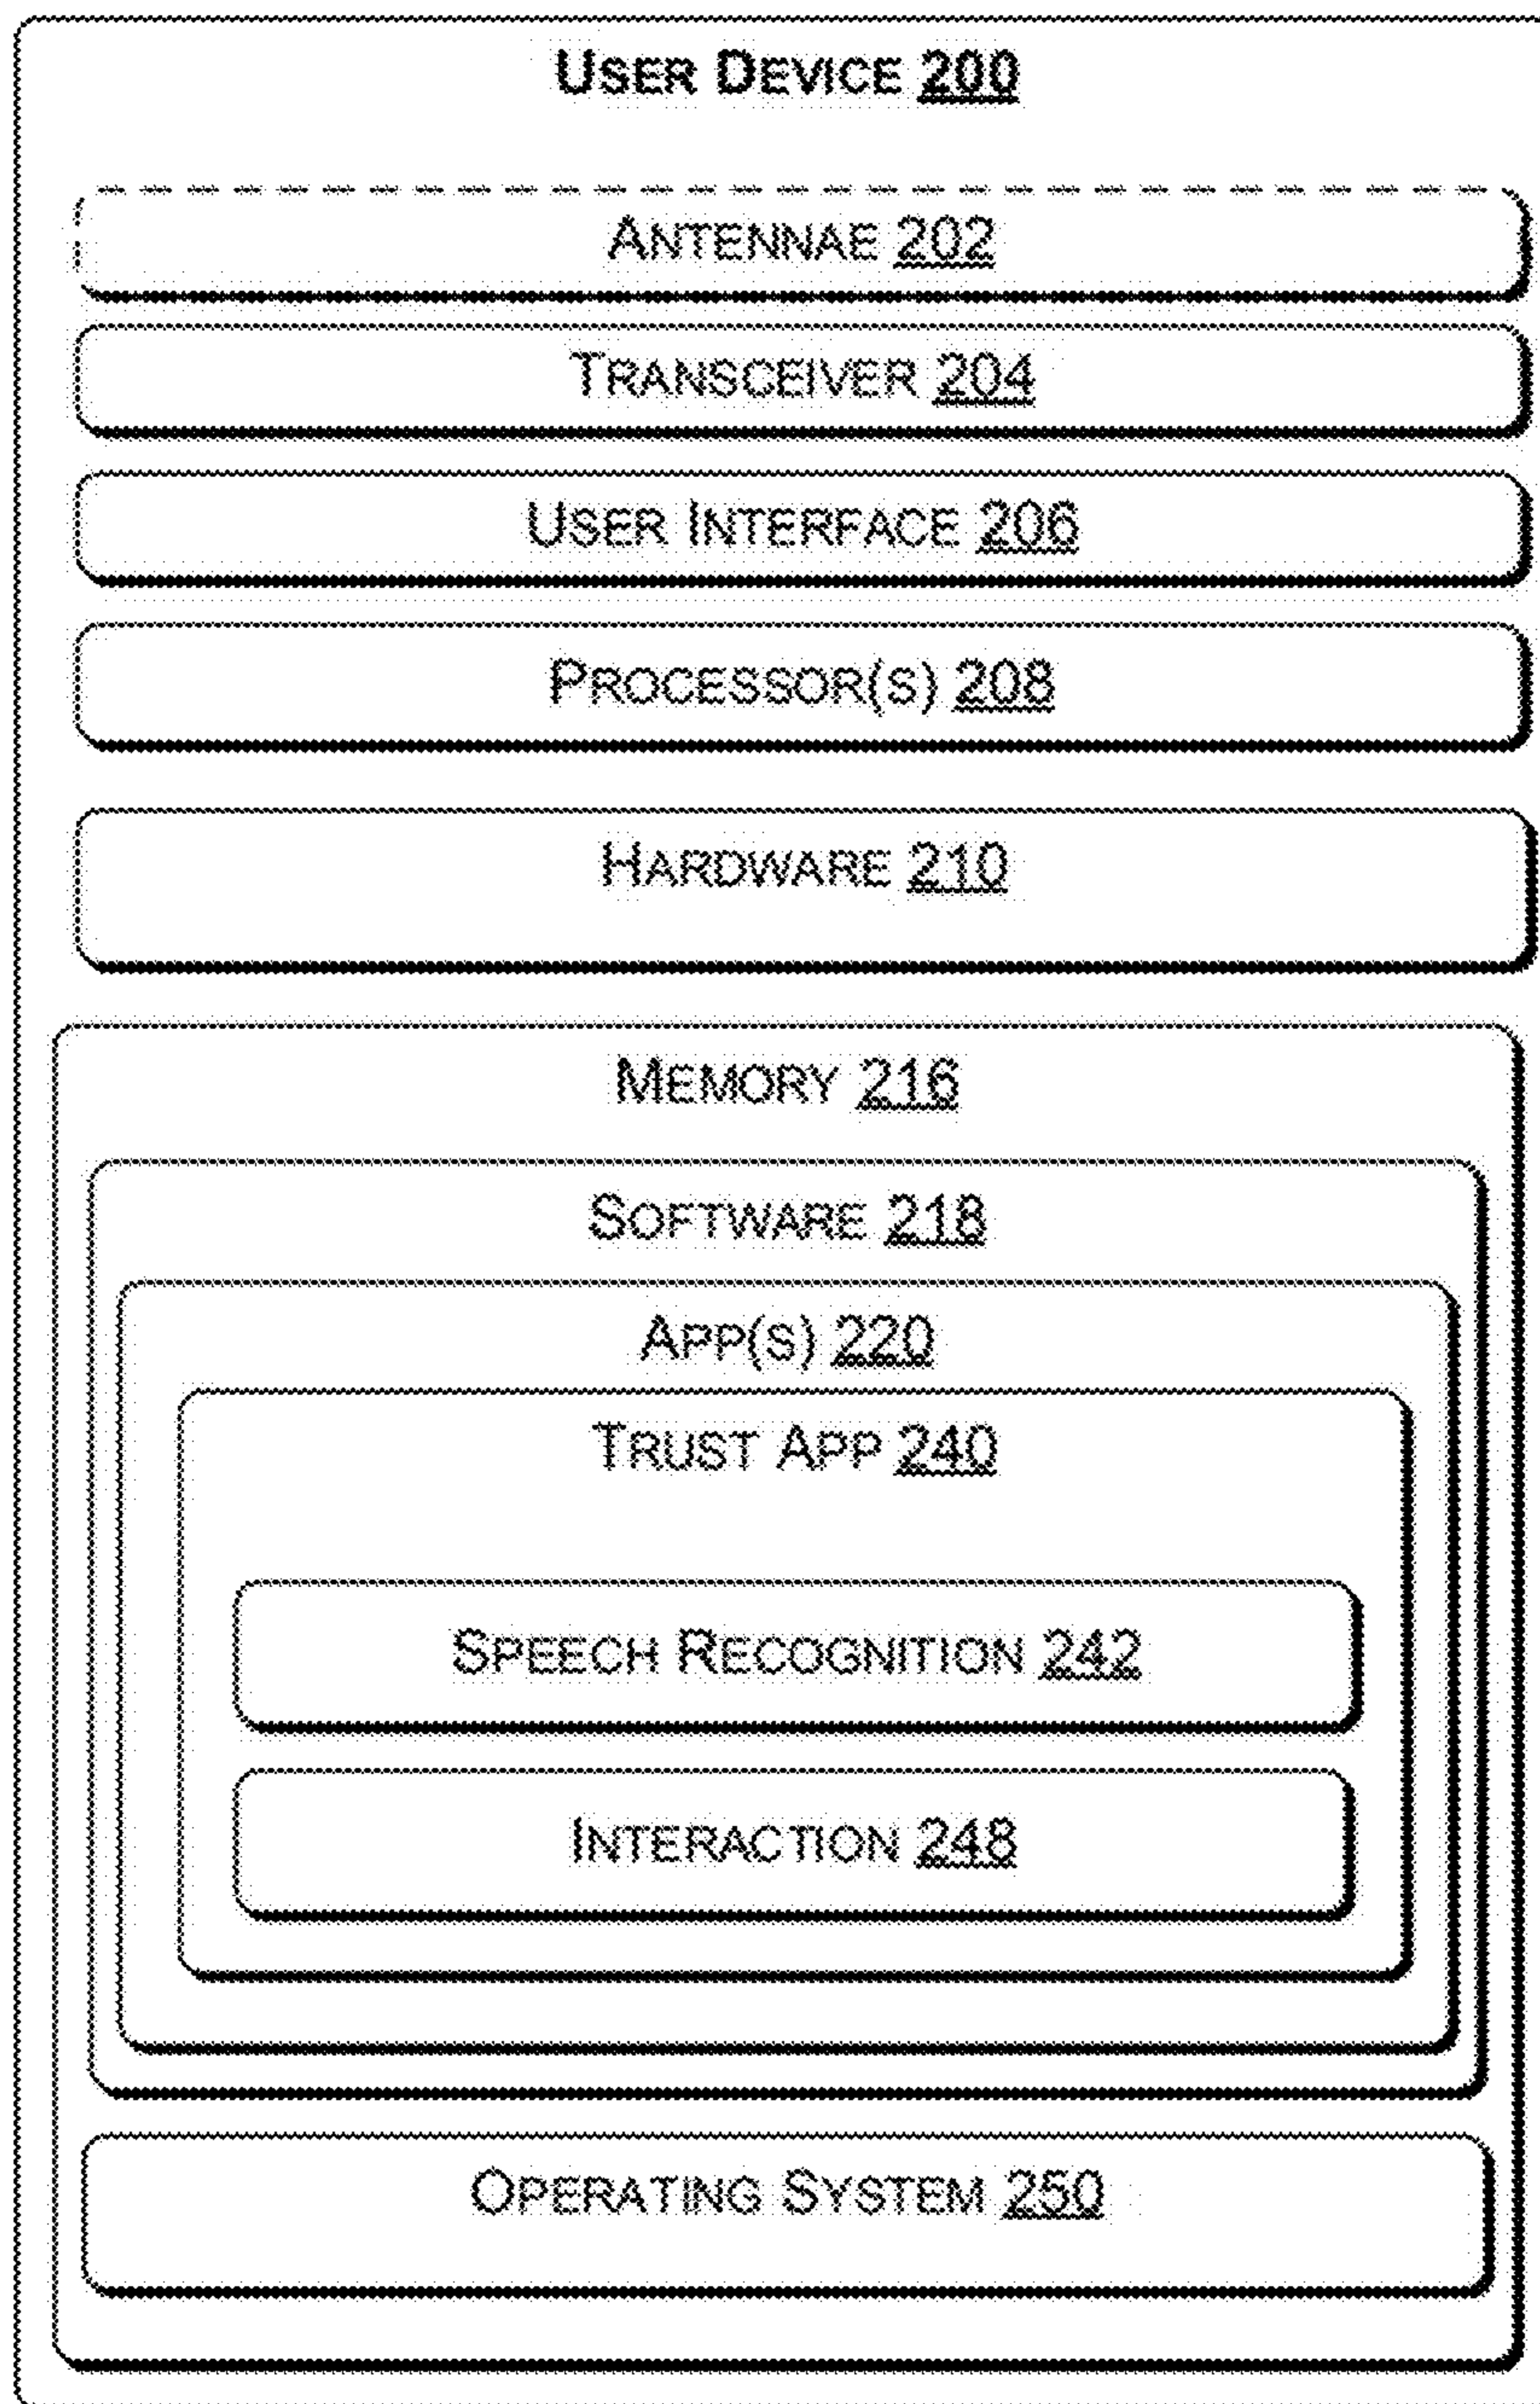 USER DEVICE 200
ANTENNAE 202
TRANSCEIVER 204
USER INTERFACE 206
PROCESSOR(S) 208
HARDWARE 210
MEMORY 216
SOFTWARE 218
APP(S) 220
TRUST APP 240
SPEECH RECOGNITION 242
INTERACTION 248
OPERATING SYSTEM 250